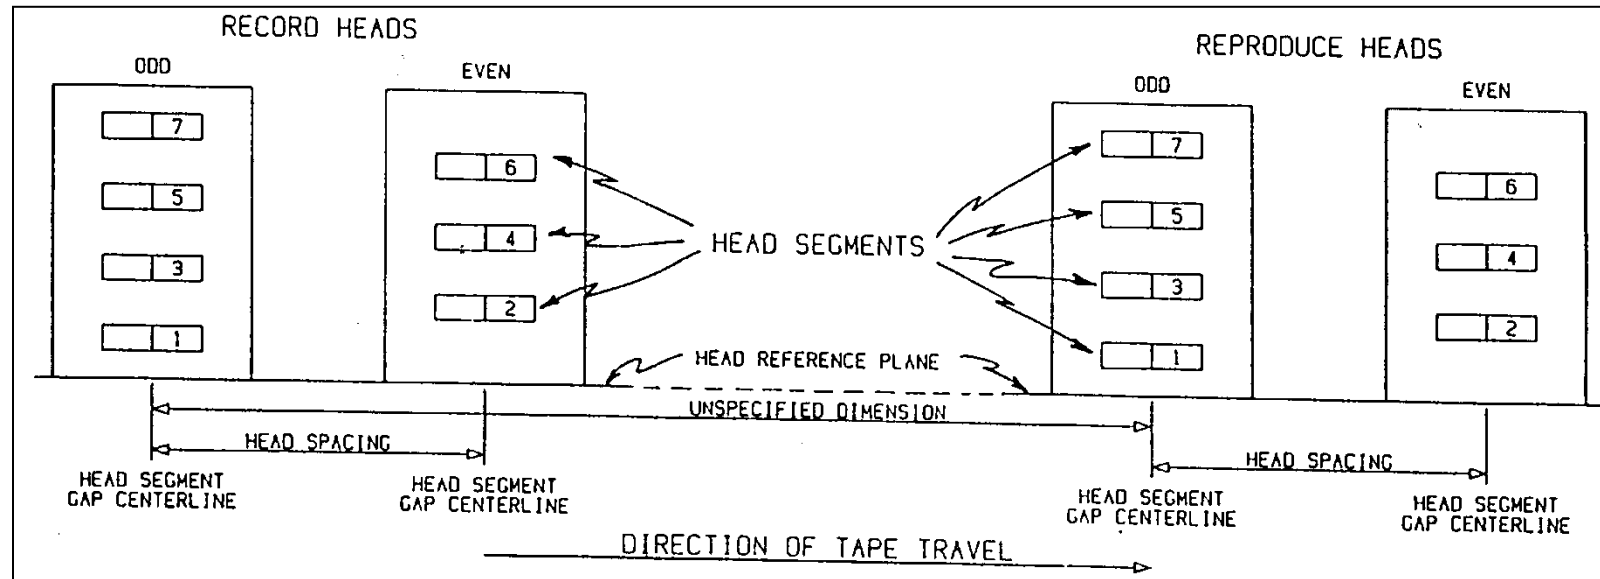 RECORD HEADS
REPRODUCE HEADS
ODD
EVEN
ODD
EVEN
7
5
3
1
6
4
2
7
5
3
1
6
4
2
HEAD SEGMENTS
HEAD REFERENCE PLANE
UNSPECIFIED DIMENSION
HEAD SPACING
HEAD SPACING
HEAD SEGMENT
GAP CENTERLINE
HEAD SEGMENT
GAP CENTERLINE
HEAD SEGMENT
GAP CENTERLINE
HEAD SEGMENT
GAP CENTERLINE
DIRECTION OF TAPE TRAVEL